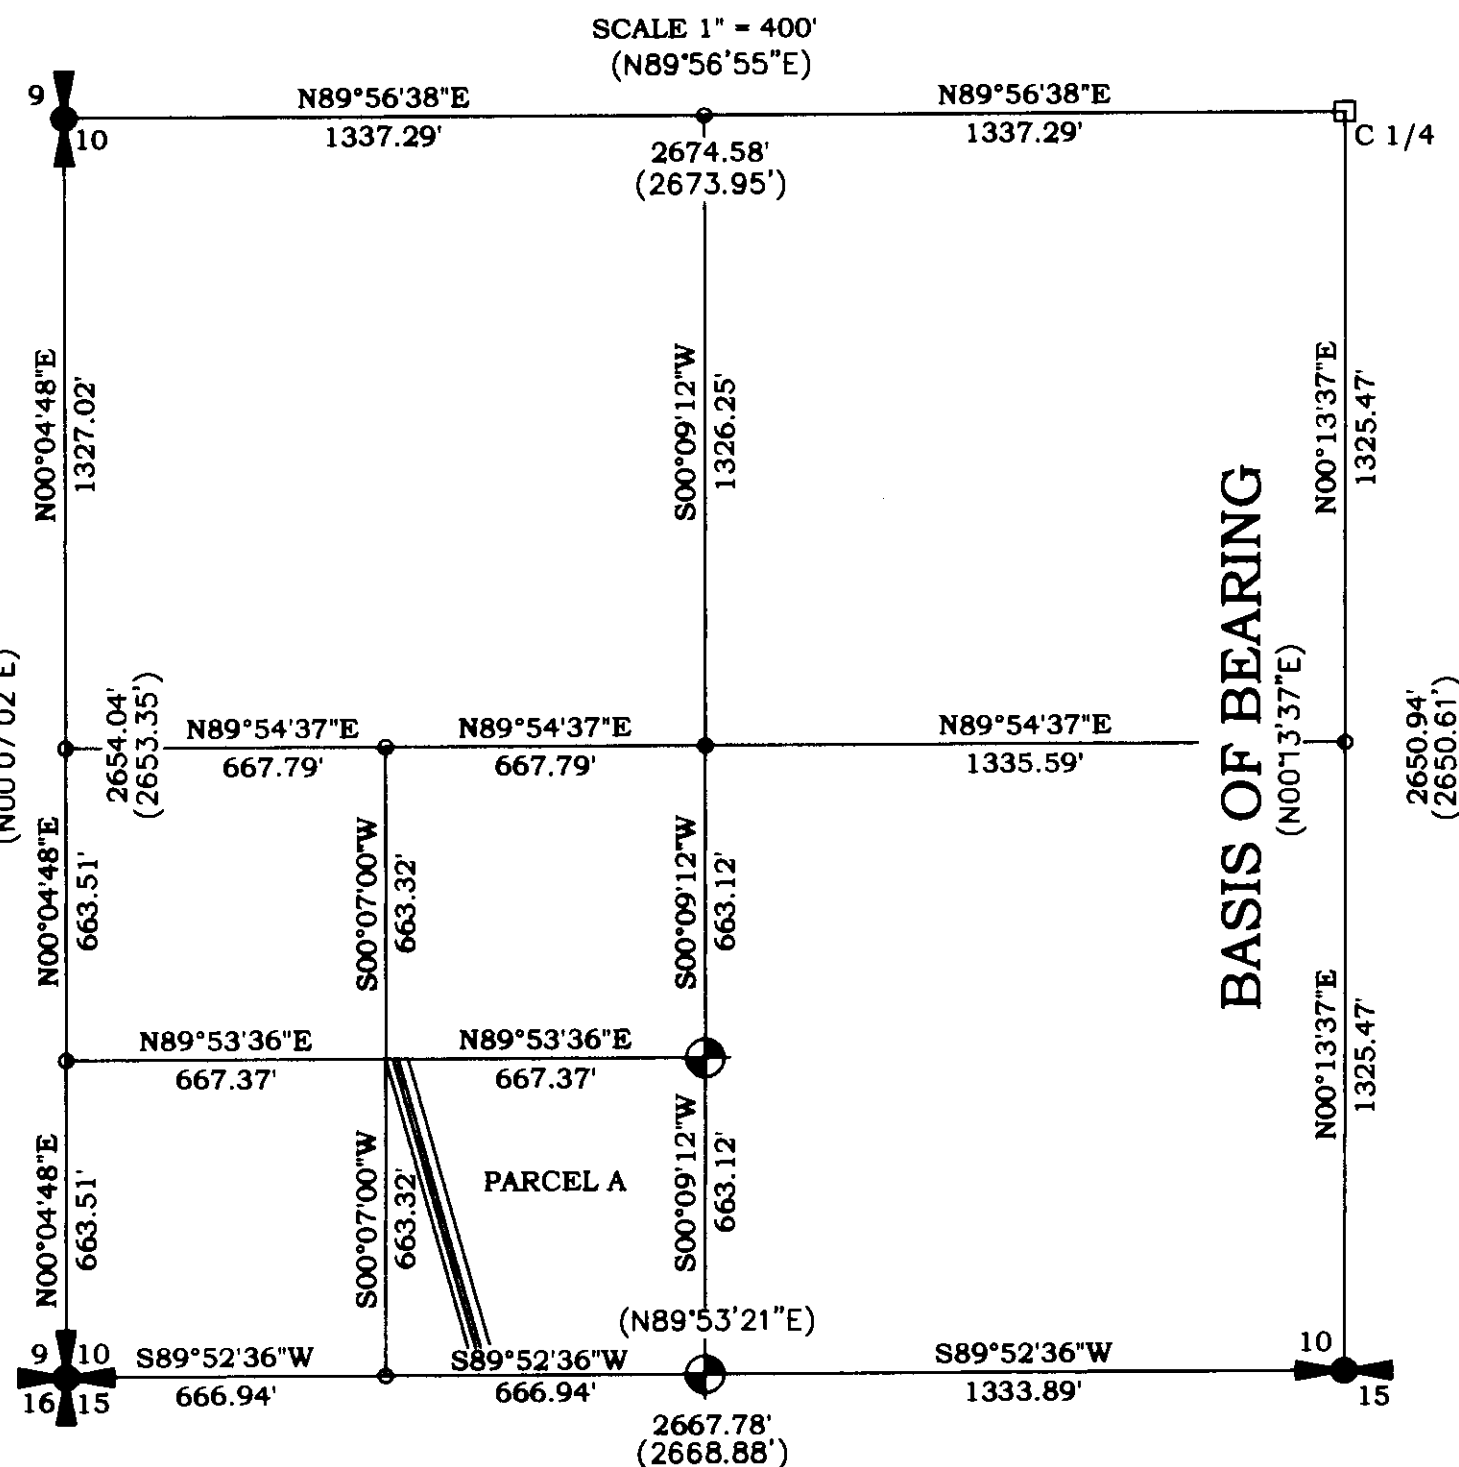 SCALE 1" = 400'
(N89°56'55"E)
9
N89°56'38"E
N89°56'38"E
10
1337.29'
1337.29'
C 1/4
2674.58'
(2673.95')
N00°04'48"E
1327.02'
S00°09'12"W
1326.25'
N00°13'37"E
1325.47'
BASIS OF BEARING
(N00°13'37"E)
2650.94'
(2650.61')
(N00°07'02"E)
2654.04'
(2653.35')
N89°54'37"E
N89°54'37"E
N89°54'37"E
667.79'
667.79'
1335.59'
N00°04'48"E
663.51'
S00°07'00"W
663.32'
S00°09'12"W
663.12'
N89°53'36"E
N89°53'36"E
667.37'
667.37'
N00°13'37"E
1325.47'
N00°04'48"E
663.51'
S00°07'00"W
663.32'
PARCEL A
S00°09'12"W
663.12'
(N89°53'21"E)
9 10
S89°52'36"W
S89°52'36"W
S89°52'36"W
10
16 15
666.94'
666.94'
1333.89'
15
2667.78'
(2668.88')